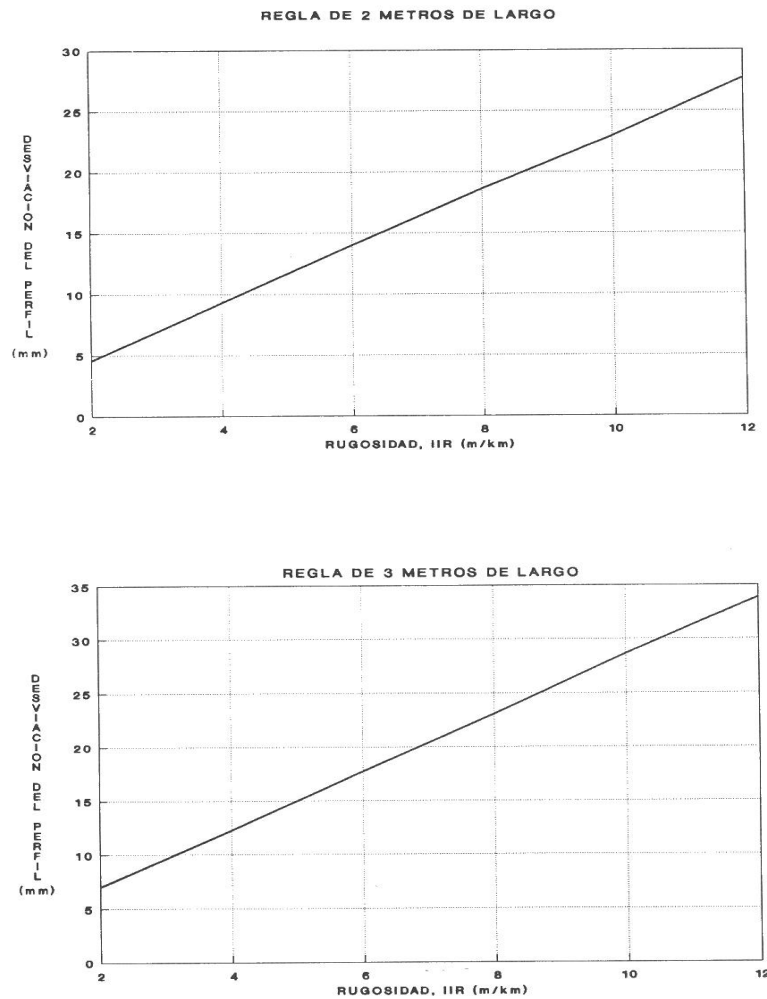 REGLA DE 2 METROS DE LARGO
30
25
20
15
10
5
0
DESVIACION DEL PERFIL
(mm)
2 4 6 8 10 12
RUGOSIDAD, IIR (m/km)
REGLA DE 3 METROS DE LARGO
35
30
25
20
15
10
5
0
DESVIACION DEL PERFIL
(mm)
2 4 6 8 10 12
RUGOSIDAD, IIR (m/km)